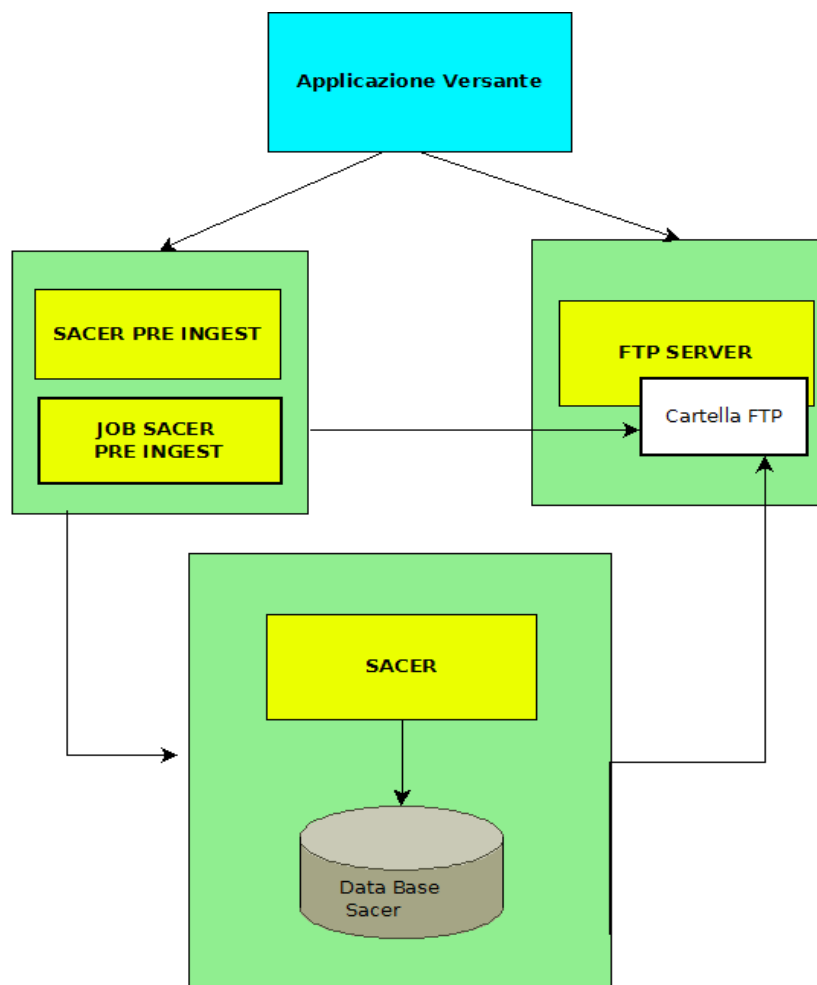 Applicazione Versante
SACER PRE INGEST
JOB SACER
PRE INGEST
FTP SERVER
Cartella FTP
SACER
Data Base
Sacer